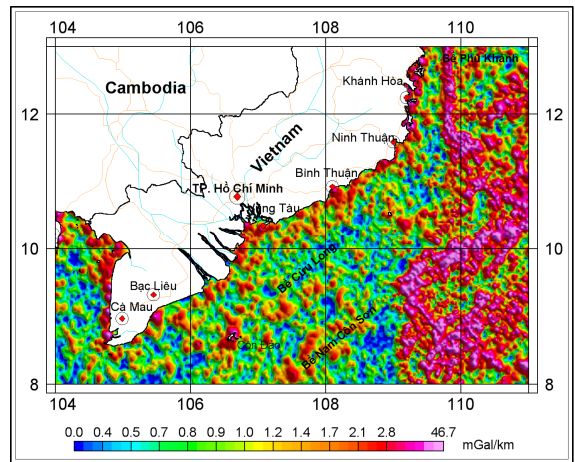 104 106 108 110
12
10
8
12
10
8
Bể Phú Khánh
Khánh Hòa
Cambodia
Ninh Thuận
Vietnam
Bình Thuận
TP. Hồ Chí Minh
Vũng Tàu
Bể Cửu Long
Bạc Liêu
Cà Mau
Côn Đảo
Bể Nam Côn Sơn
104 106 108 110
0.0 0.4 0.5 0.7 0.8 0.9 1.0 1.2 1.4 1.7 2.1 2.8 46.7
mGal/km